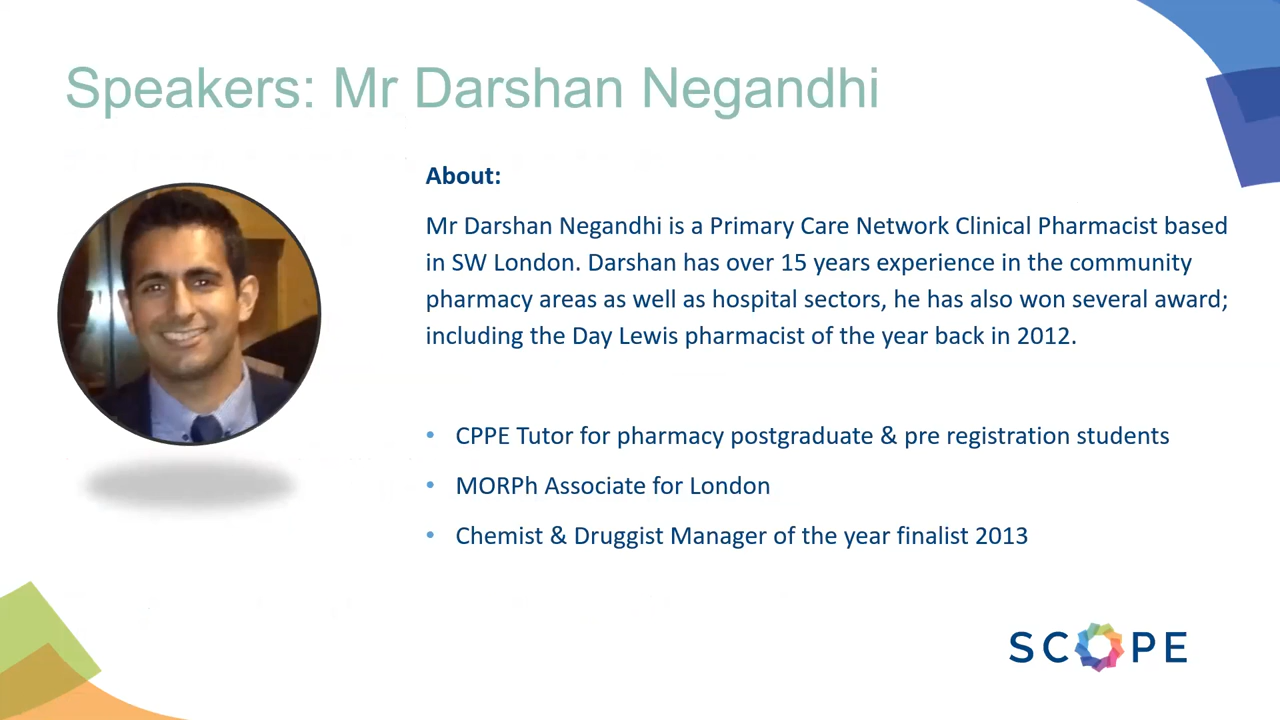 Speakers: Mr Darshan Negandhi
About:
Mr Darshan Negandhi is a Primary Care Network Clinical Pharmacist based
in SW London. Darshan has over 15 years experience in the community
pharmacy areas as well as hospital sectors, he has also won several award;
including the Day Lewis pharmacist of the year back in 2012.
• CPPE Tutor for pharmacy postgraduate & pre registration students
• MORPh Associate for London
• Chemist & Druggist Manager of the year finalist 2013
SCOPE